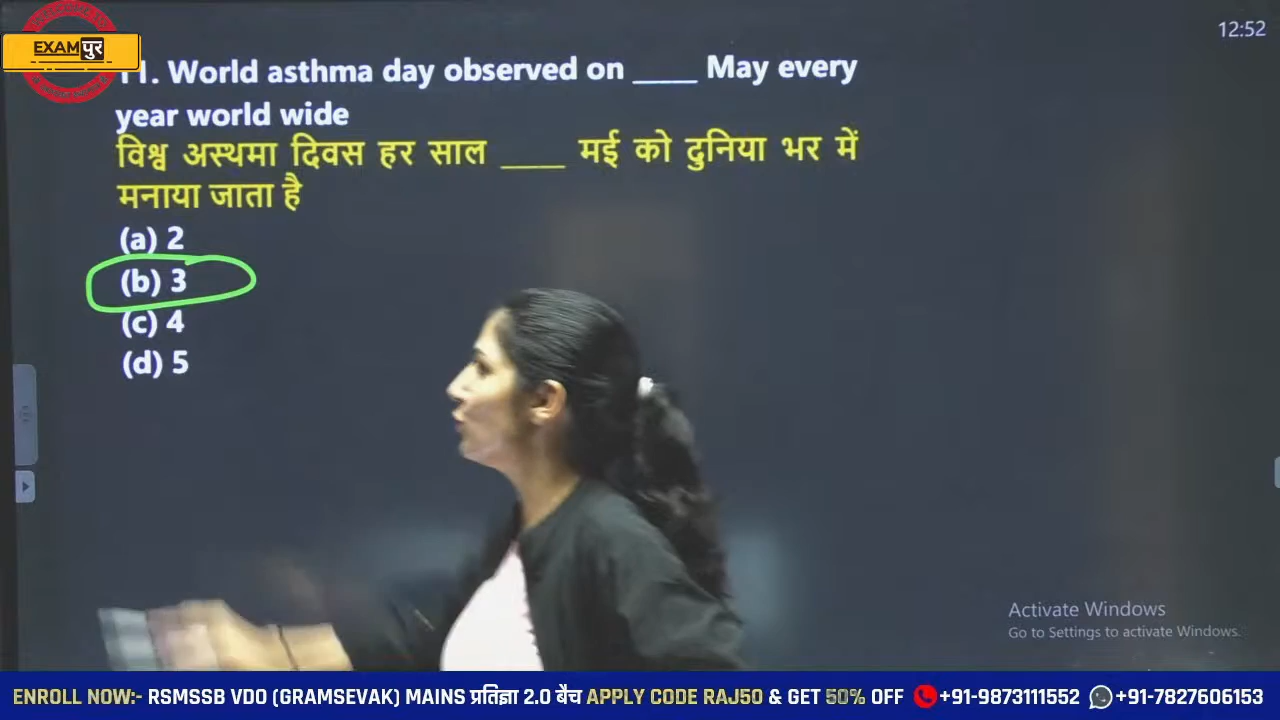 EXAMपुर
12:52
11. World asthma day observed on ____ May every
year world wide
विश्व अस्थमा दिवस हर साल ____ मई को दुनिया भर में
मनाया जाता है
(a) 2
(b) 3
(c) 4
(d) 5
Activate Windows
Go to Settings to activate Windows.
ENROLL NOW:- RSMSSB VDO (GRAMSEVAK) MAINS प्रतिज्ञा 2.0 बैच APPLY CODE RAJ50 & GET 50% OFF +91-9873111552 +91-7827606153